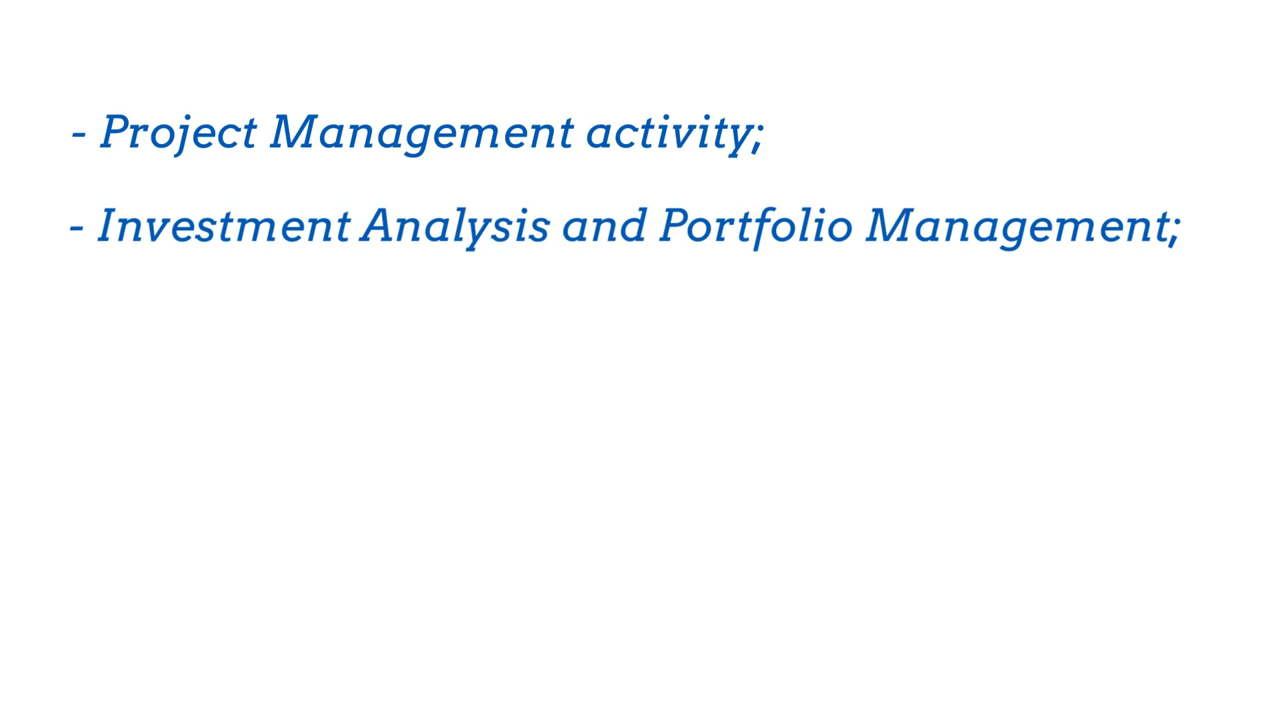 - Project Management activity;
- Investment Analysis and Portfolio Management;